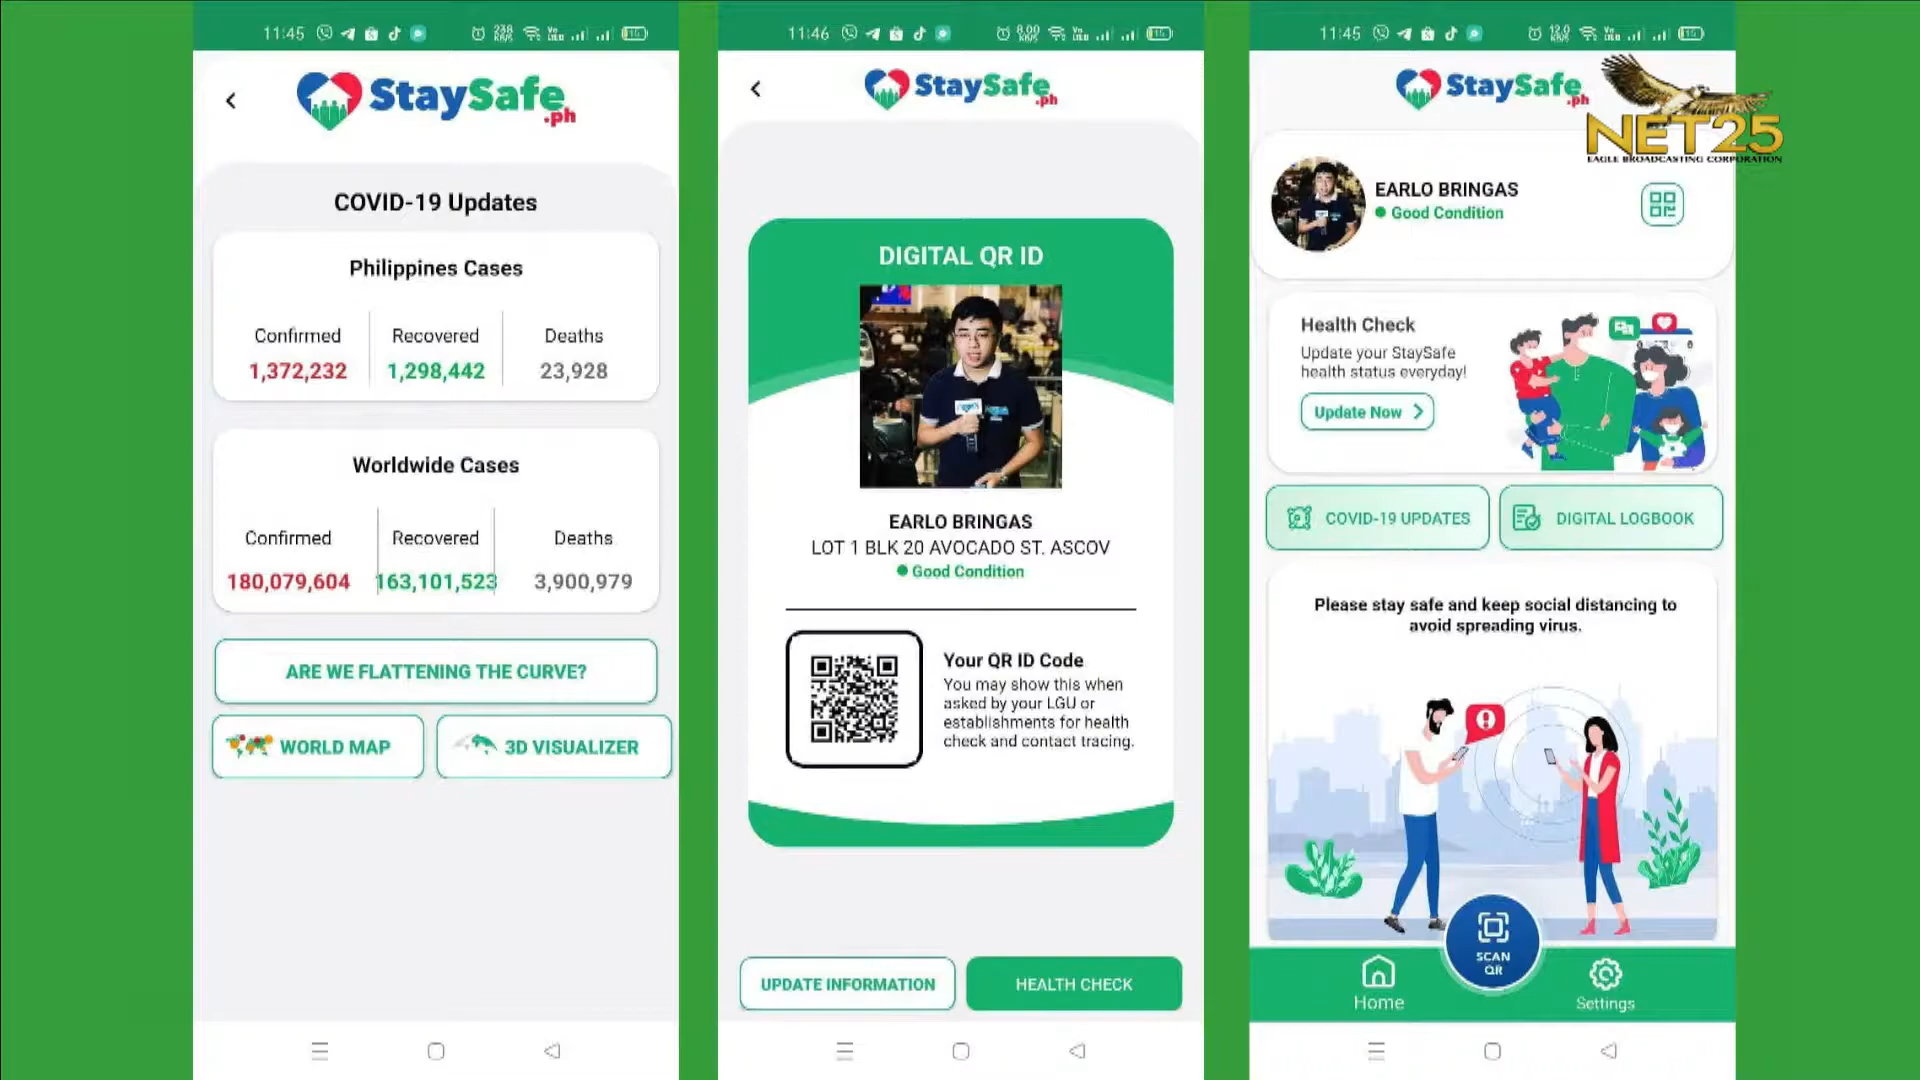 11:45
StaySafe
.ph
COVID-19 Updates
Philippines Cases
Confirmed
Recovered
Deaths
1,372,232
1,298,442
23,928
Worldwide Cases
Confirmed
Recovered
Deaths
180,079,604
163,101,523
3,900,979
ARE WE FLATTENING THE CURVE?
WORLD MAP
3D VISUALIZER
11:46
StaySafe
.ph
DIGITAL QR ID
EARLO BRINGAS
LOT 1 BLK 20 AVOCADO ST. ASCOV
Good Condition
Your QR ID Code
You may show this when
asked by your LGU or
establishments for health
check and contact tracing.
UPDATE INFORMATION
HEALTH CHECK
11:45
StaySafe
.ph
NET25
EAGLE BROADCASTING CORPORATION
EARLO BRINGAS
Good Condition
Health Check
Update your StaySafe
health status everyday!
Update Now
COVID-19 UPDATES
DIGITAL LOGBOOK
Please stay safe and keep social distancing to
avoid spreading virus.
SCAN
QR
Home
Settings